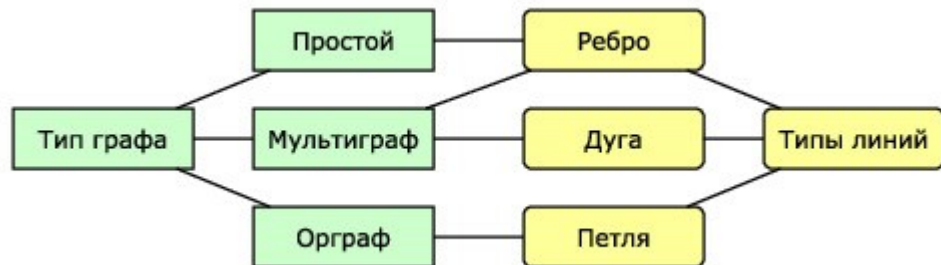 Простой
Ребро
Тип графа
Мультиграф
Дуга
Типы линий
Орграф
Петля